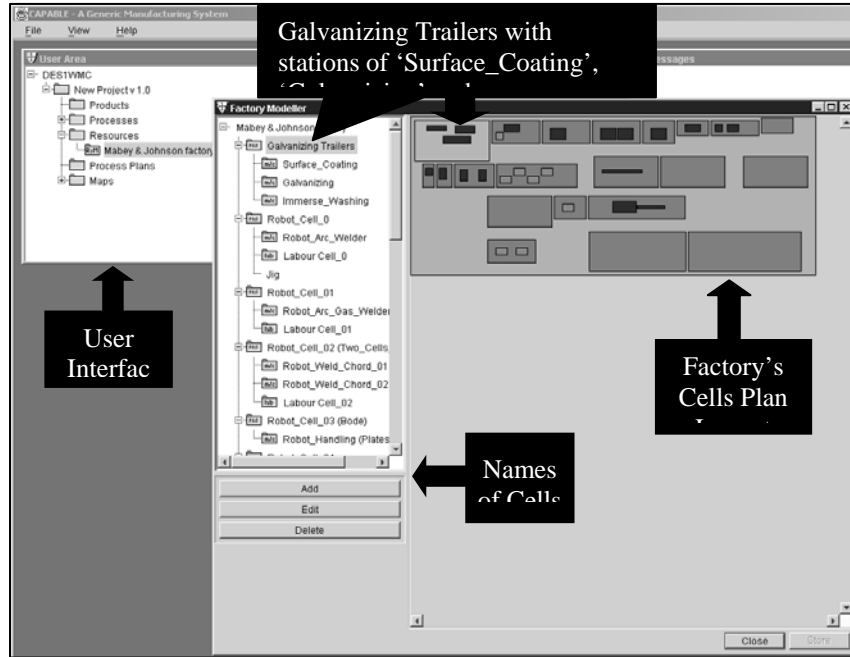 CAPABLE - A Generic Manufacturing System
File View Help
User Area
essages
DES1WMC
New Project v 1.0
Products
Processes
Resources
Mabey & Johnson factory
Process Plans
Maps
Galvanizing Trailers with
stations of ‘Surface_Coating’,
Factory Modeller
Mabey & Johnson
Galvanizing Trailers
Surface_Coating
Galvanizing
Immerse_Washing
Robot_Cell_0
Robot_Arc_Welder
Labour Cell_0
Jig
Robot_Cell_01
Robot_Arc_Gas_Welder
Labour Cell_01
Robot_Cell_02 (Two_Cells
Robot_Weld_Chord_01
Robot_Weld_Chord_02
Labour Cell_02
Robot_Cell_03 (Bode)
Robot_Handling (Plates
Add
Edit
Delete
User
Interfac
Names
of Cells
Factory's
Cells Plan
Close Store